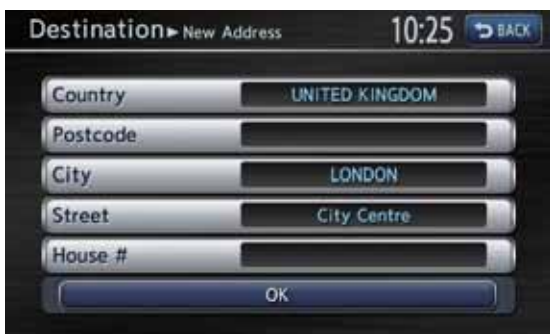 Destination ► New Address 10:25 BACK
Country UNITED KINGDOM
Postcode
City LONDON
Street City Centre
House #
OK